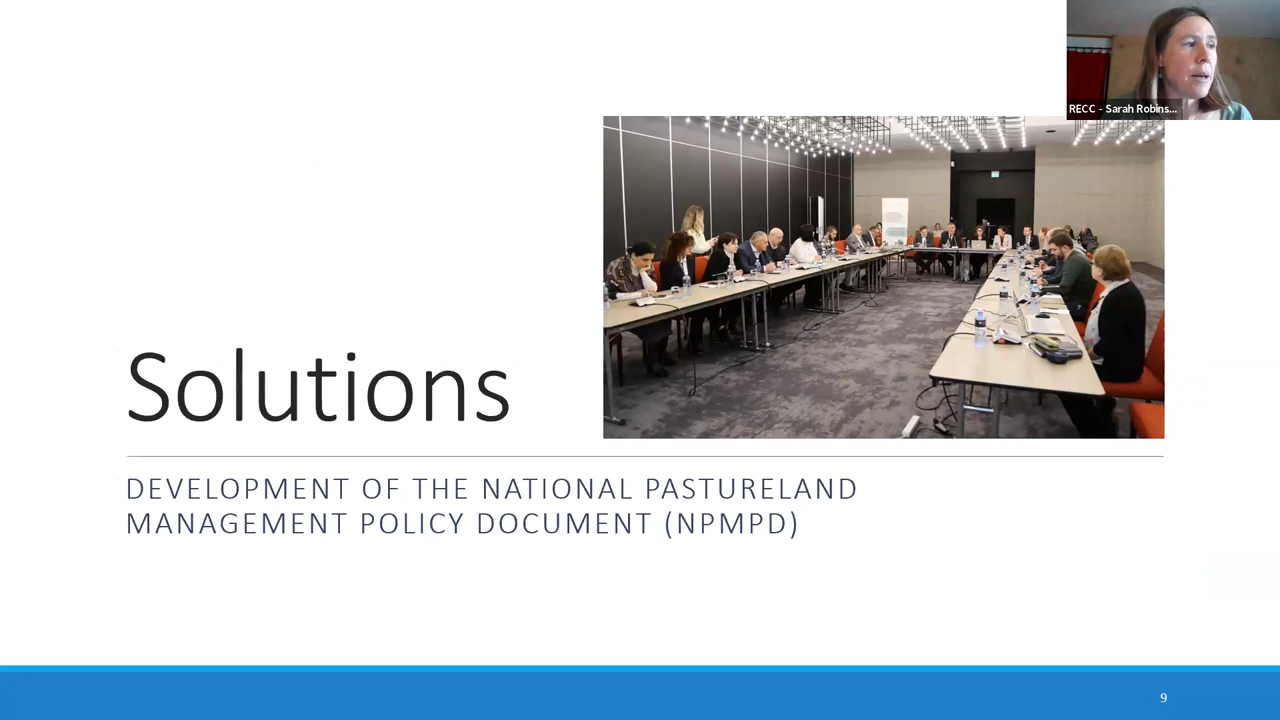 RECC - Sarah Robins...
Solutions
DEVELOPMENT OF THE NATIONAL PASTURELAND
MANAGEMENT POLICY DOCUMENT (NPMPD)
9